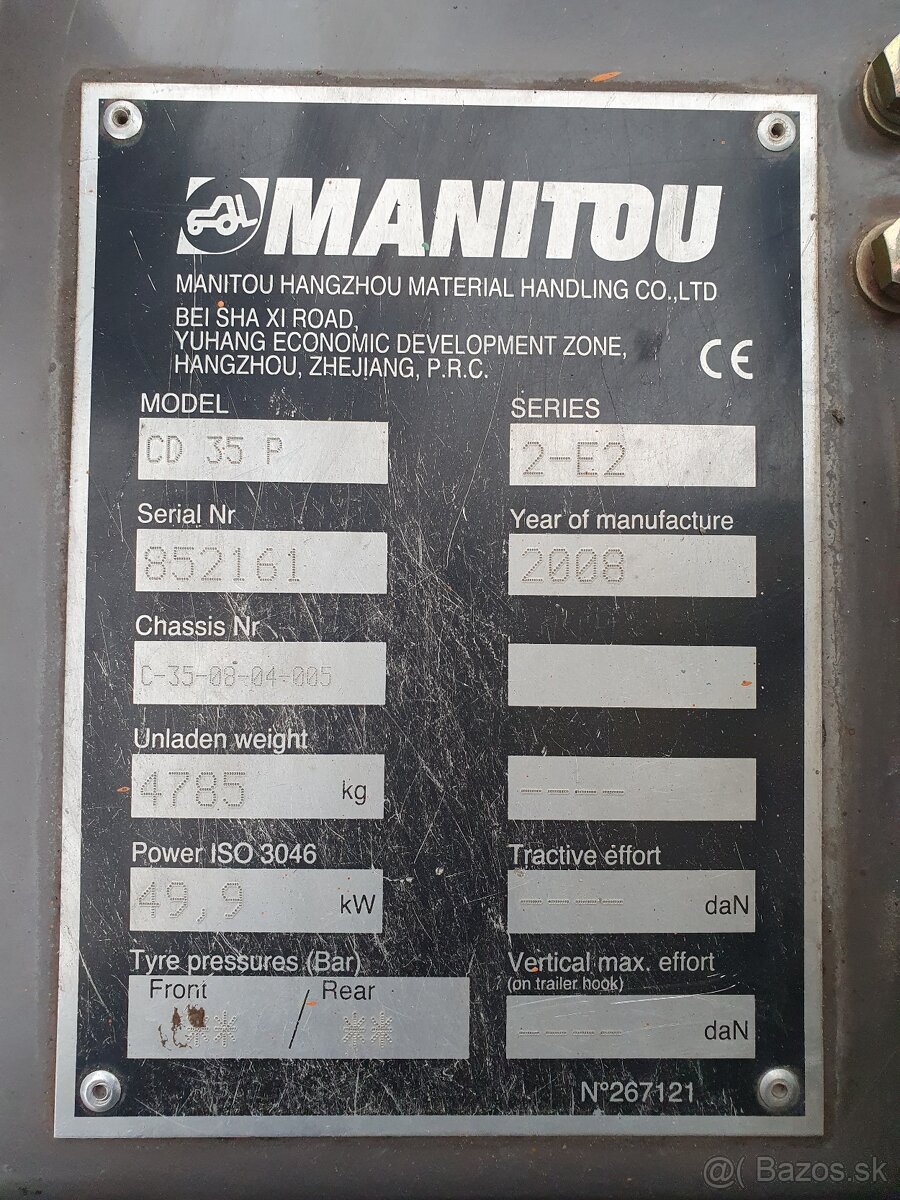 MANITOU
MANITOU HANGZHOU MATERIAL HANDLING CO.,LTD
BEI SHA XI ROAD,
YUHANG ECONOMIC DEVELOPMENT ZONE,
HANGZHOU, ZHEJIANG, P.R.C.
CE
MODEL
CD 35 P
SERIES
2-E2
Serial Nr
852161
Year of manufacture
2008
Chassis Nr
C-35-08-04-005
Unladen weight
4785 kg
----
Power ISO 3046
49,9 kW
Tractive effort
---- daN
Tyre pressures (Bar)
Front / Rear
** **
Vertical max. effort
(on trailer hook)
---- daN
N°267121
@( Bazos.sk